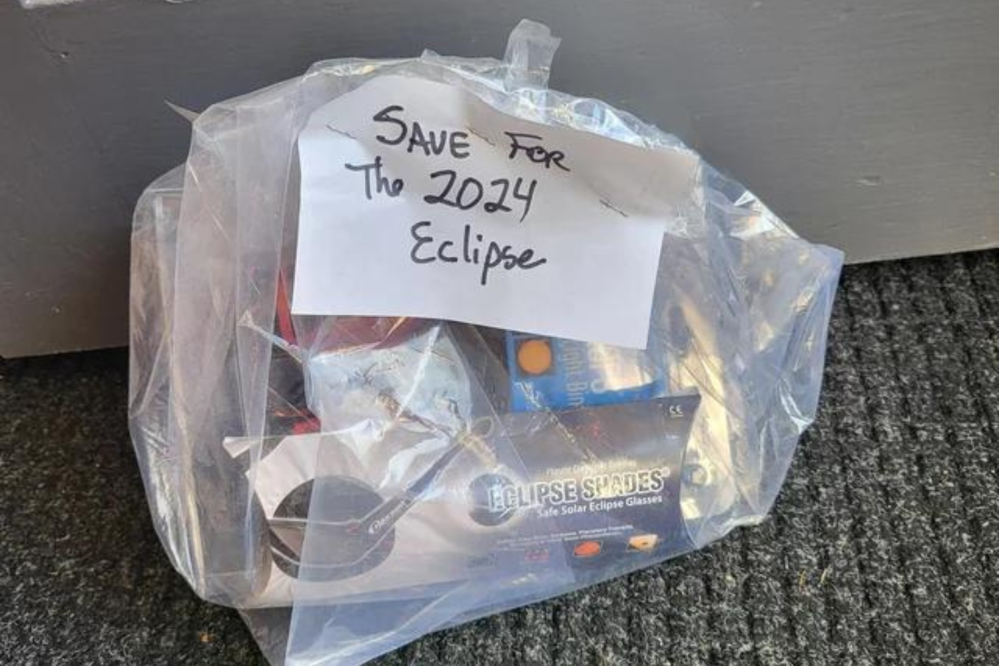 SAVE FOR
The 2024
Eclipse
CE
ECLIPSE SHADES®
Safe Solar Eclipse Glasses